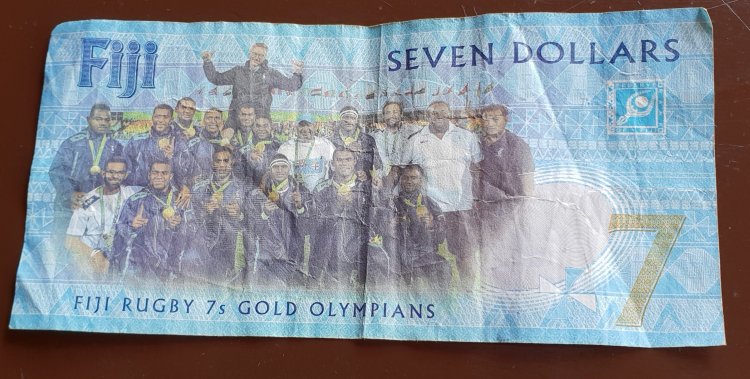 Fiji
SEVEN DOLLARS
FIJI RUGBY 7s GOLD OLYMPIANS
7